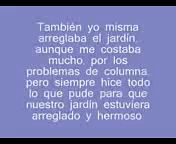 También yo misma
arreglaba el jardín,
aunque me costaba
mucho, por los
problemas de columna,
pero siempre hice todo
lo que pude para que
nuestro jardín estuviera
arreglado y hermoso